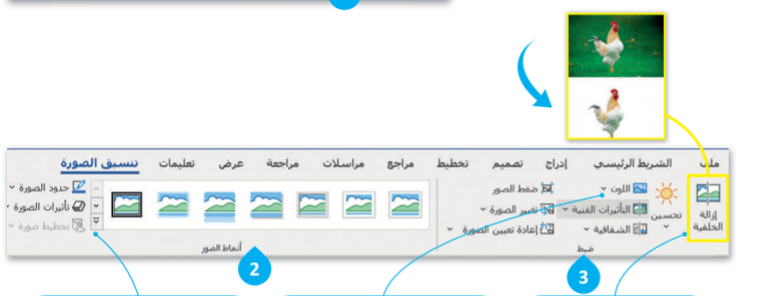 ملف الشريط الرئيسي إدراج تصميم تخطيط مراجع مراسلات مراجعة عرض تعليمات تنسيق الصورة
إزالة الخلفية
تحسين
اللون
التأثيرات الفنية
الشفافية
ضغط الصور
تغيير الصورة
إعادة تعيين الصورة
ضبط
3
حدود الصورة
تأثيرات الصورة
تخطيط صورة
أنماط الصور
2